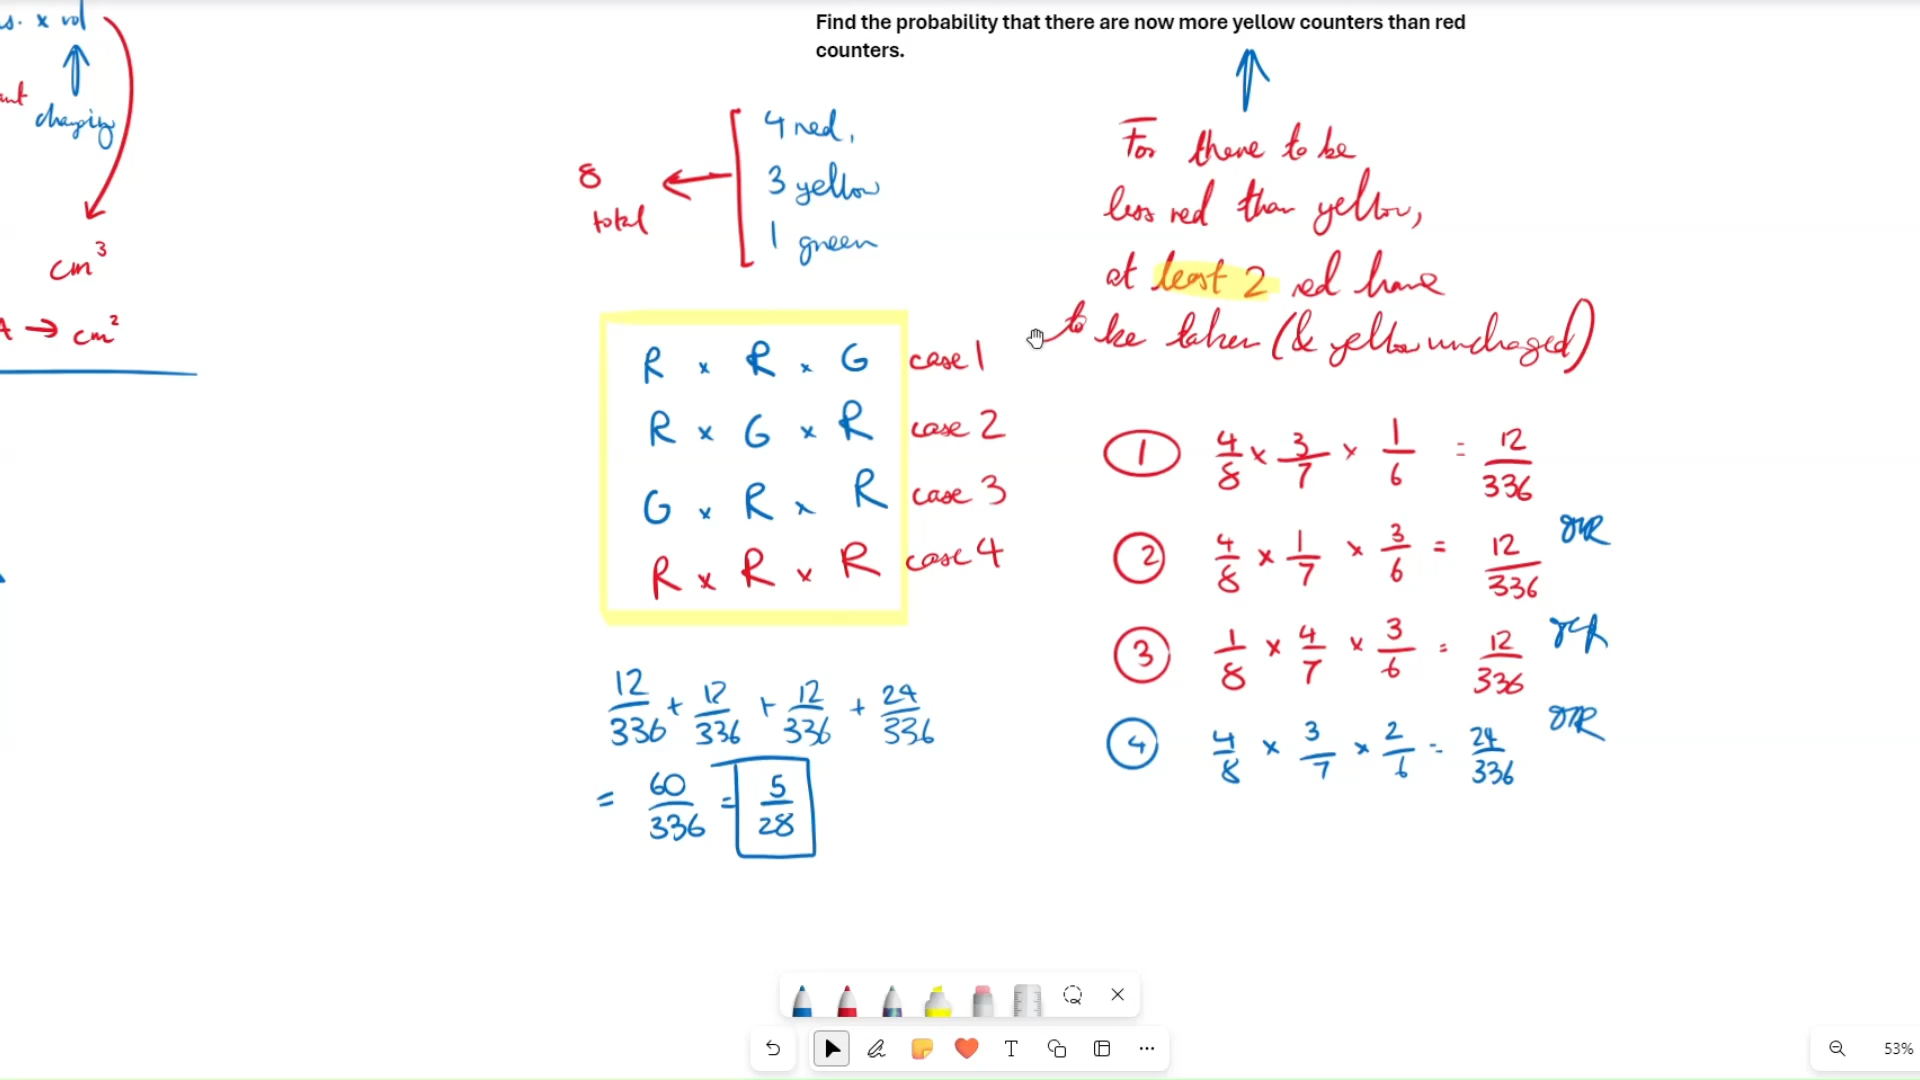 s. x vol
changing
cm³
A → cm²
Find the probability that there are now more yellow counters than red
counters.
8
total
4 red,
3 yellow
1 green
For there to be
less red than yellow,
at least 2 red have
to be taken (& yellow unchaged)
R x R x G case 1
R x G x R case 2
G x R x R case 3
R x R x R case 4
1 4/8 x 3/7 x 1/6 = 12/336
2 4/8 x 1/7 x 3/6 = 12/336
3 1/8 x 4/7 x 3/6 = 12/336
4 4/8 x 3/7 x 2/6 = 24/336
12/336 + 12/336 + 12/336 + 24/336
= 60/336 = 5/28
T
53%